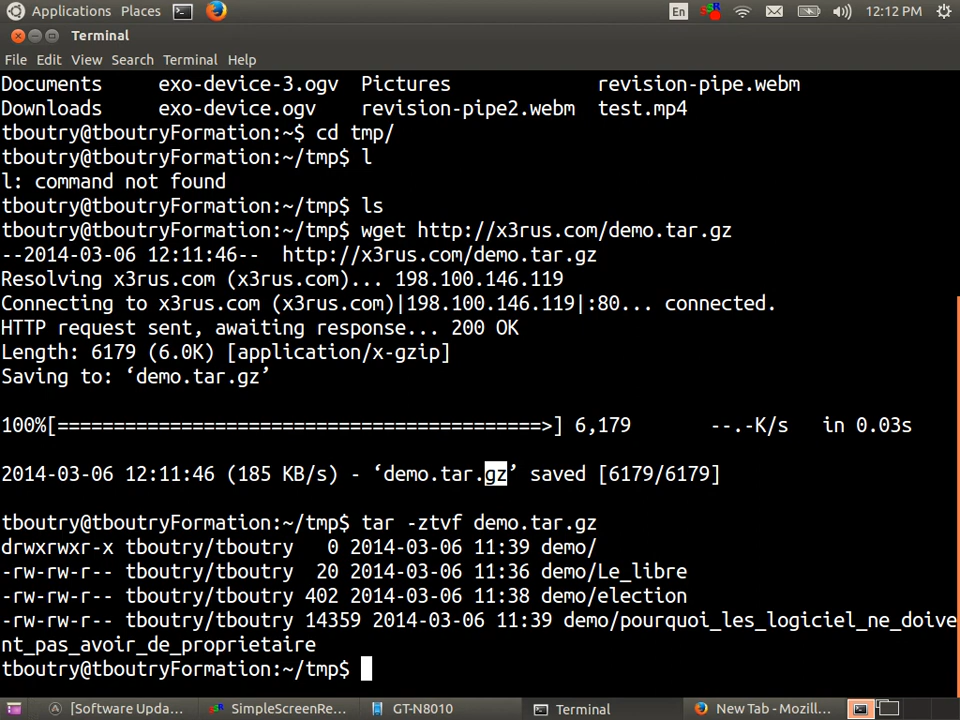 Applications Places En 12:12 PM
Terminal
File Edit View Search Terminal Help
Documents exo-device-3.ogv Pictures revision-pipe.webm
Downloads exo-device.ogv revision-pipe2.webm test.mp4
tboutry@tboutryFormation:~$ cd tmp/
tboutry@tboutryFormation:~/tmp$ l
l: command not found
tboutry@tboutryFormation:~/tmp$ ls
tboutry@tboutryFormation:~/tmp$ wget http://x3rus.com/demo.tar.gz
--2014-03-06 12:11:46-- http://x3rus.com/demo.tar.gz
Resolving x3rus.com (x3rus.com)... 198.100.146.119
Connecting to x3rus.com (x3rus.com)|198.100.146.119|:80... connected.
HTTP request sent, awaiting response... 200 OK
Length: 6179 (6.0K) [application/x-gzip]
Saving to: ‘demo.tar.gz’
100%[===========================================>] 6,179 --.-K/s in 0.03s
2014-03-06 12:11:46 (185 KB/s) - ‘demo.tar.gz’ saved [6179/6179]
tboutry@tboutryFormation:~/tmp$ tar -ztvf demo.tar.gz
drwxrwxr-x tboutry/tboutry 0 2014-03-06 11:39 demo/
-rw-rw-r-- tboutry/tboutry 20 2014-03-06 11:36 demo/Le_libre
-rw-rw-r-- tboutry/tboutry 402 2014-03-06 11:38 demo/election
-rw-rw-r-- tboutry/tboutry 14359 2014-03-06 11:39 demo/pourquoi_les_logiciel_ne_doive
nt_pas_avoir_de_proprietaire
tboutry@tboutryFormation:~/tmp$
[Software Upda... SimpleScreenRe... GT-N8010 Terminal New Tab - Mozill...